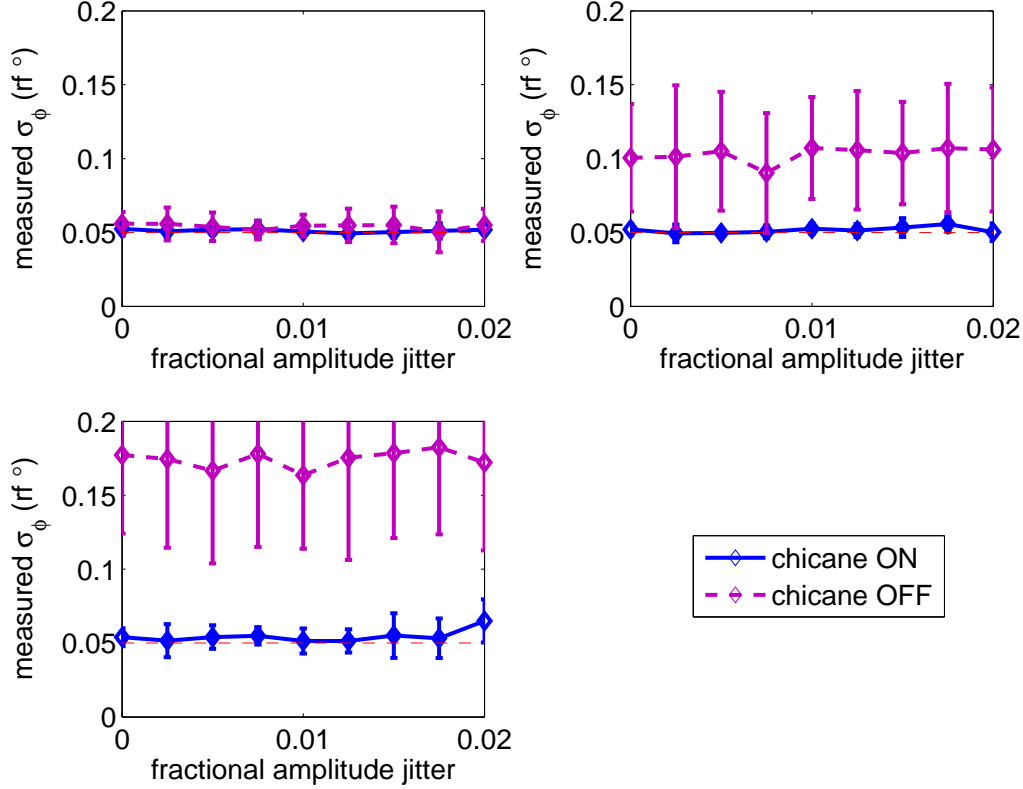 0.2
0.15
0.1
0.05
0
measured σϕ (rf °)
0 0.01 0.02
fractional amplitude jitter
0.2
0.15
0.1
0.05
0
measured σϕ (rf °)
0 0.01 0.02
fractional amplitude jitter
0.2
0.15
0.1
0.05
0
measured σϕ (rf °)
0 0.01 0.02
fractional amplitude jitter
chicane ON
chicane OFF